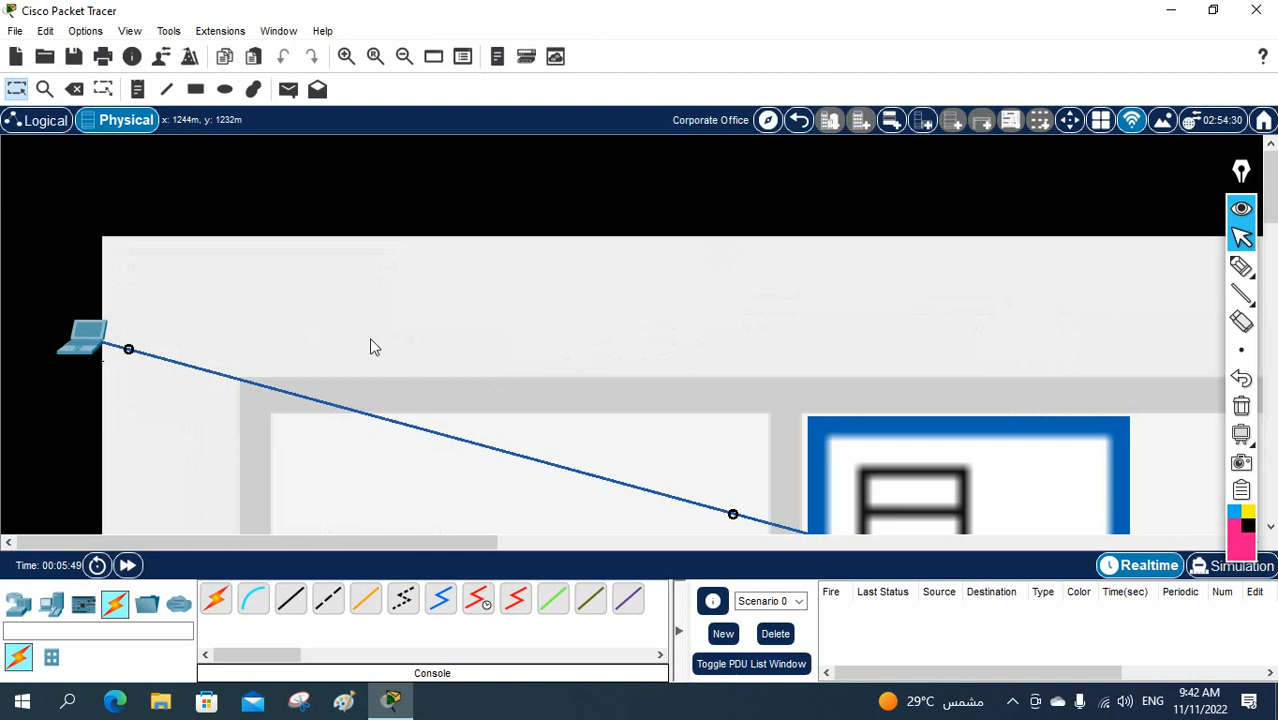 Cisco Packet Tracer
File Edit Options View Tools Extensions Window Help
Logical Physical x: 1244m, y: 1232m Corporate Office 02:54:30
Time: 00:05:49 Realtime Simulation
Scenario 0 Fire Last Status Source Destination Type Color Time(sec) Periodic Num Edit
New Delete
Toggle PDU List Window
Console
29°C مشمس ENG 9:42 AM
11/11/2022